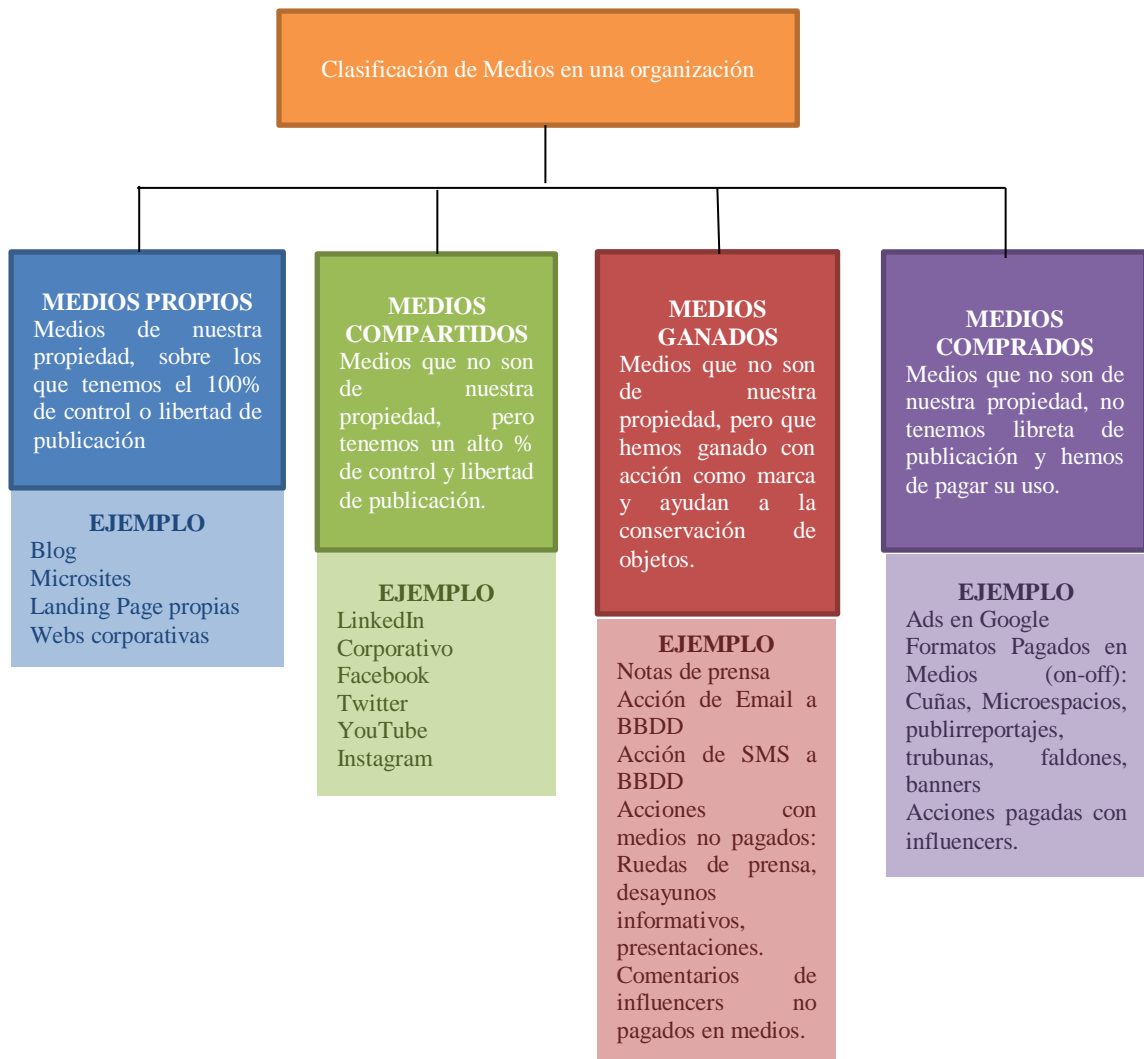 Clasificación de Medios en una organización
MEDIOS PROPIOS
Medios de nuestra
propiedad, sobre los
que tenemos el 100%
de control o libertad de
publicación
EJEMPLO
Blog
Microsites
Landing Page propias
Webs corporativas
MEDIOS
COMPARTIDOS
Medios que no son
de nuestra
propiedad, pero
tenemos un alto %
de control y libertad
de publicación.
EJEMPLO
LinkedIn
Corporativo
Facebook
Twitter
YouTube
Instagram
MEDIOS
GANADOS
Medios que no son
de nuestra
propiedad, pero que
hemos ganado con
acción como marca
y ayudan a la
conservación de
objetos.
EJEMPLO
Notas de prensa
Acción de Email a
BBDD
Acción de SMS a
BBDD
Acciones con
medios no pagados:
Ruedas de prensa,
desayunos
informativos,
presentaciones.
Comentarios de
influencers no
pagados en medios.
MEDIOS
COMPRADOS
Medios que no son de
nuestra propiedad, no
tenemos libreta de
publicación y hemos
de pagar su uso.
EJEMPLO
Ads en Google
Formatos Pagados en
Medios (on-off):
Cuñas, Microespacios,
publirreportajes,
trubunas, faldones,
banners
Acciones pagadas con
influencers.